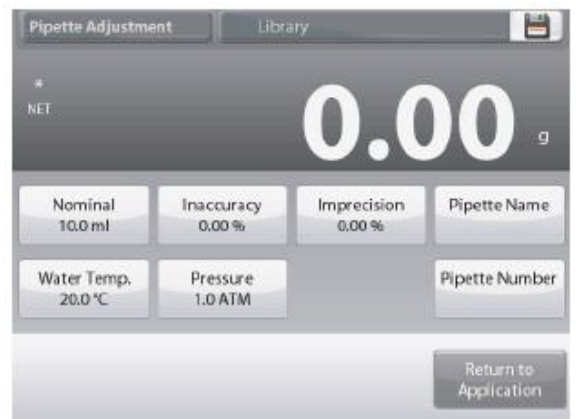 Pipette Adjustment
Library
*
NET
0.00 g
Nominal
10.0 ml
Inaccuracy
0.00 %
Imprecision
0.00 %
Pipette Name
Water Temp.
20.0 °C
Pressure
1.0 ATM
Pipette Number
Return to
Application